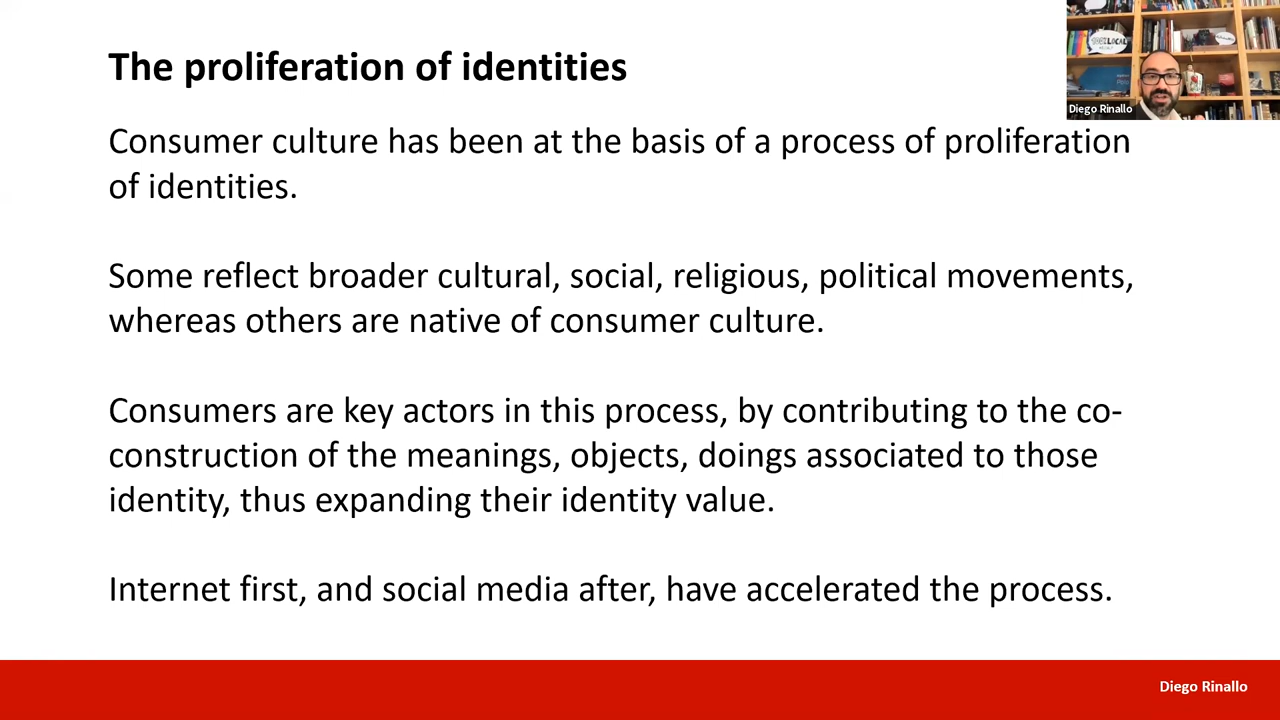 The proliferation of identities
Diego Rinallo
Consumer culture has been at the basis of a process of proliferation
of identities.
Some reflect broader cultural, social, religious, political movements,
whereas others are native of consumer culture.
Consumers are key actors in this process, by contributing to the co-
construction of the meanings, objects, doings associated to those
identity, thus expanding their identity value.
Internet first, and social media after, have accelerated the process.
Diego Rinallo